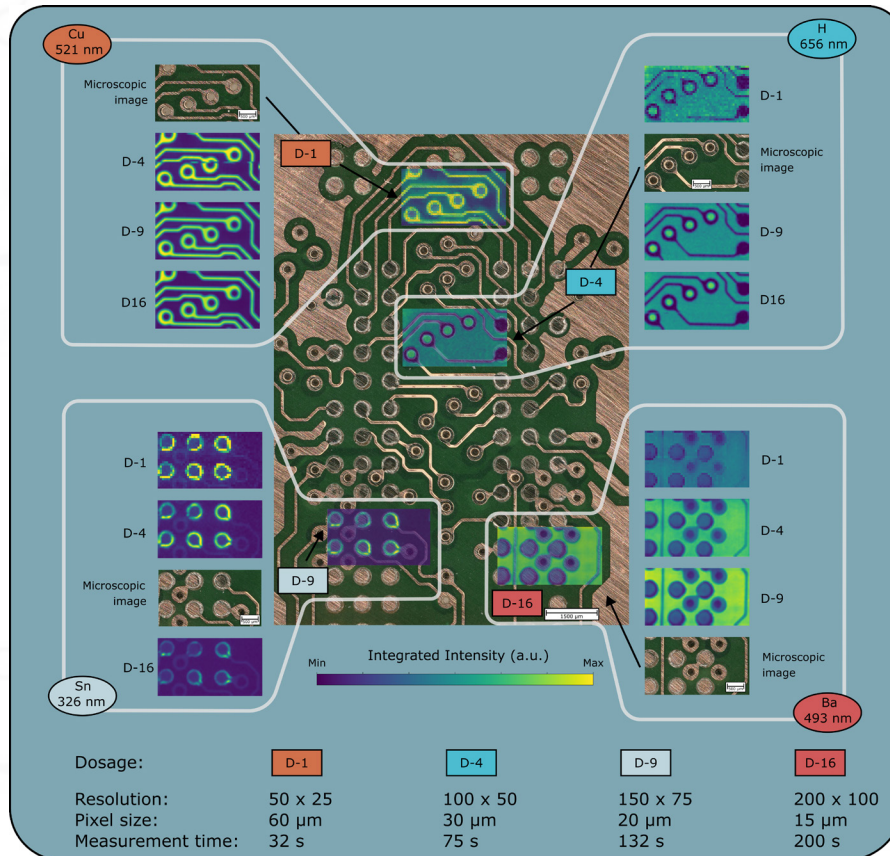 Cu
521 nm
H
656 nm
Microscopic
image
D-4
D-9
D16
D-1
D-1
Microscopic
image
D-9
D16
D-4
D-1
D-4
Microscopic
image
D-16
D-9
Sn
326 nm
D-1
D-4
D-9
Microscopic
image
D-16
1500 µm
Ba
493 nm
Integrated Intensity (a.u.)
Min
Max
Dosage: D-1 D-4 D-9 D-16
Resolution: 50 x 25 100 x 50 150 x 75 200 x 100
Pixel size: 60 µm 30 µm 20 µm 15 µm
Measurement time: 32 s 75 s 132 s 200 s